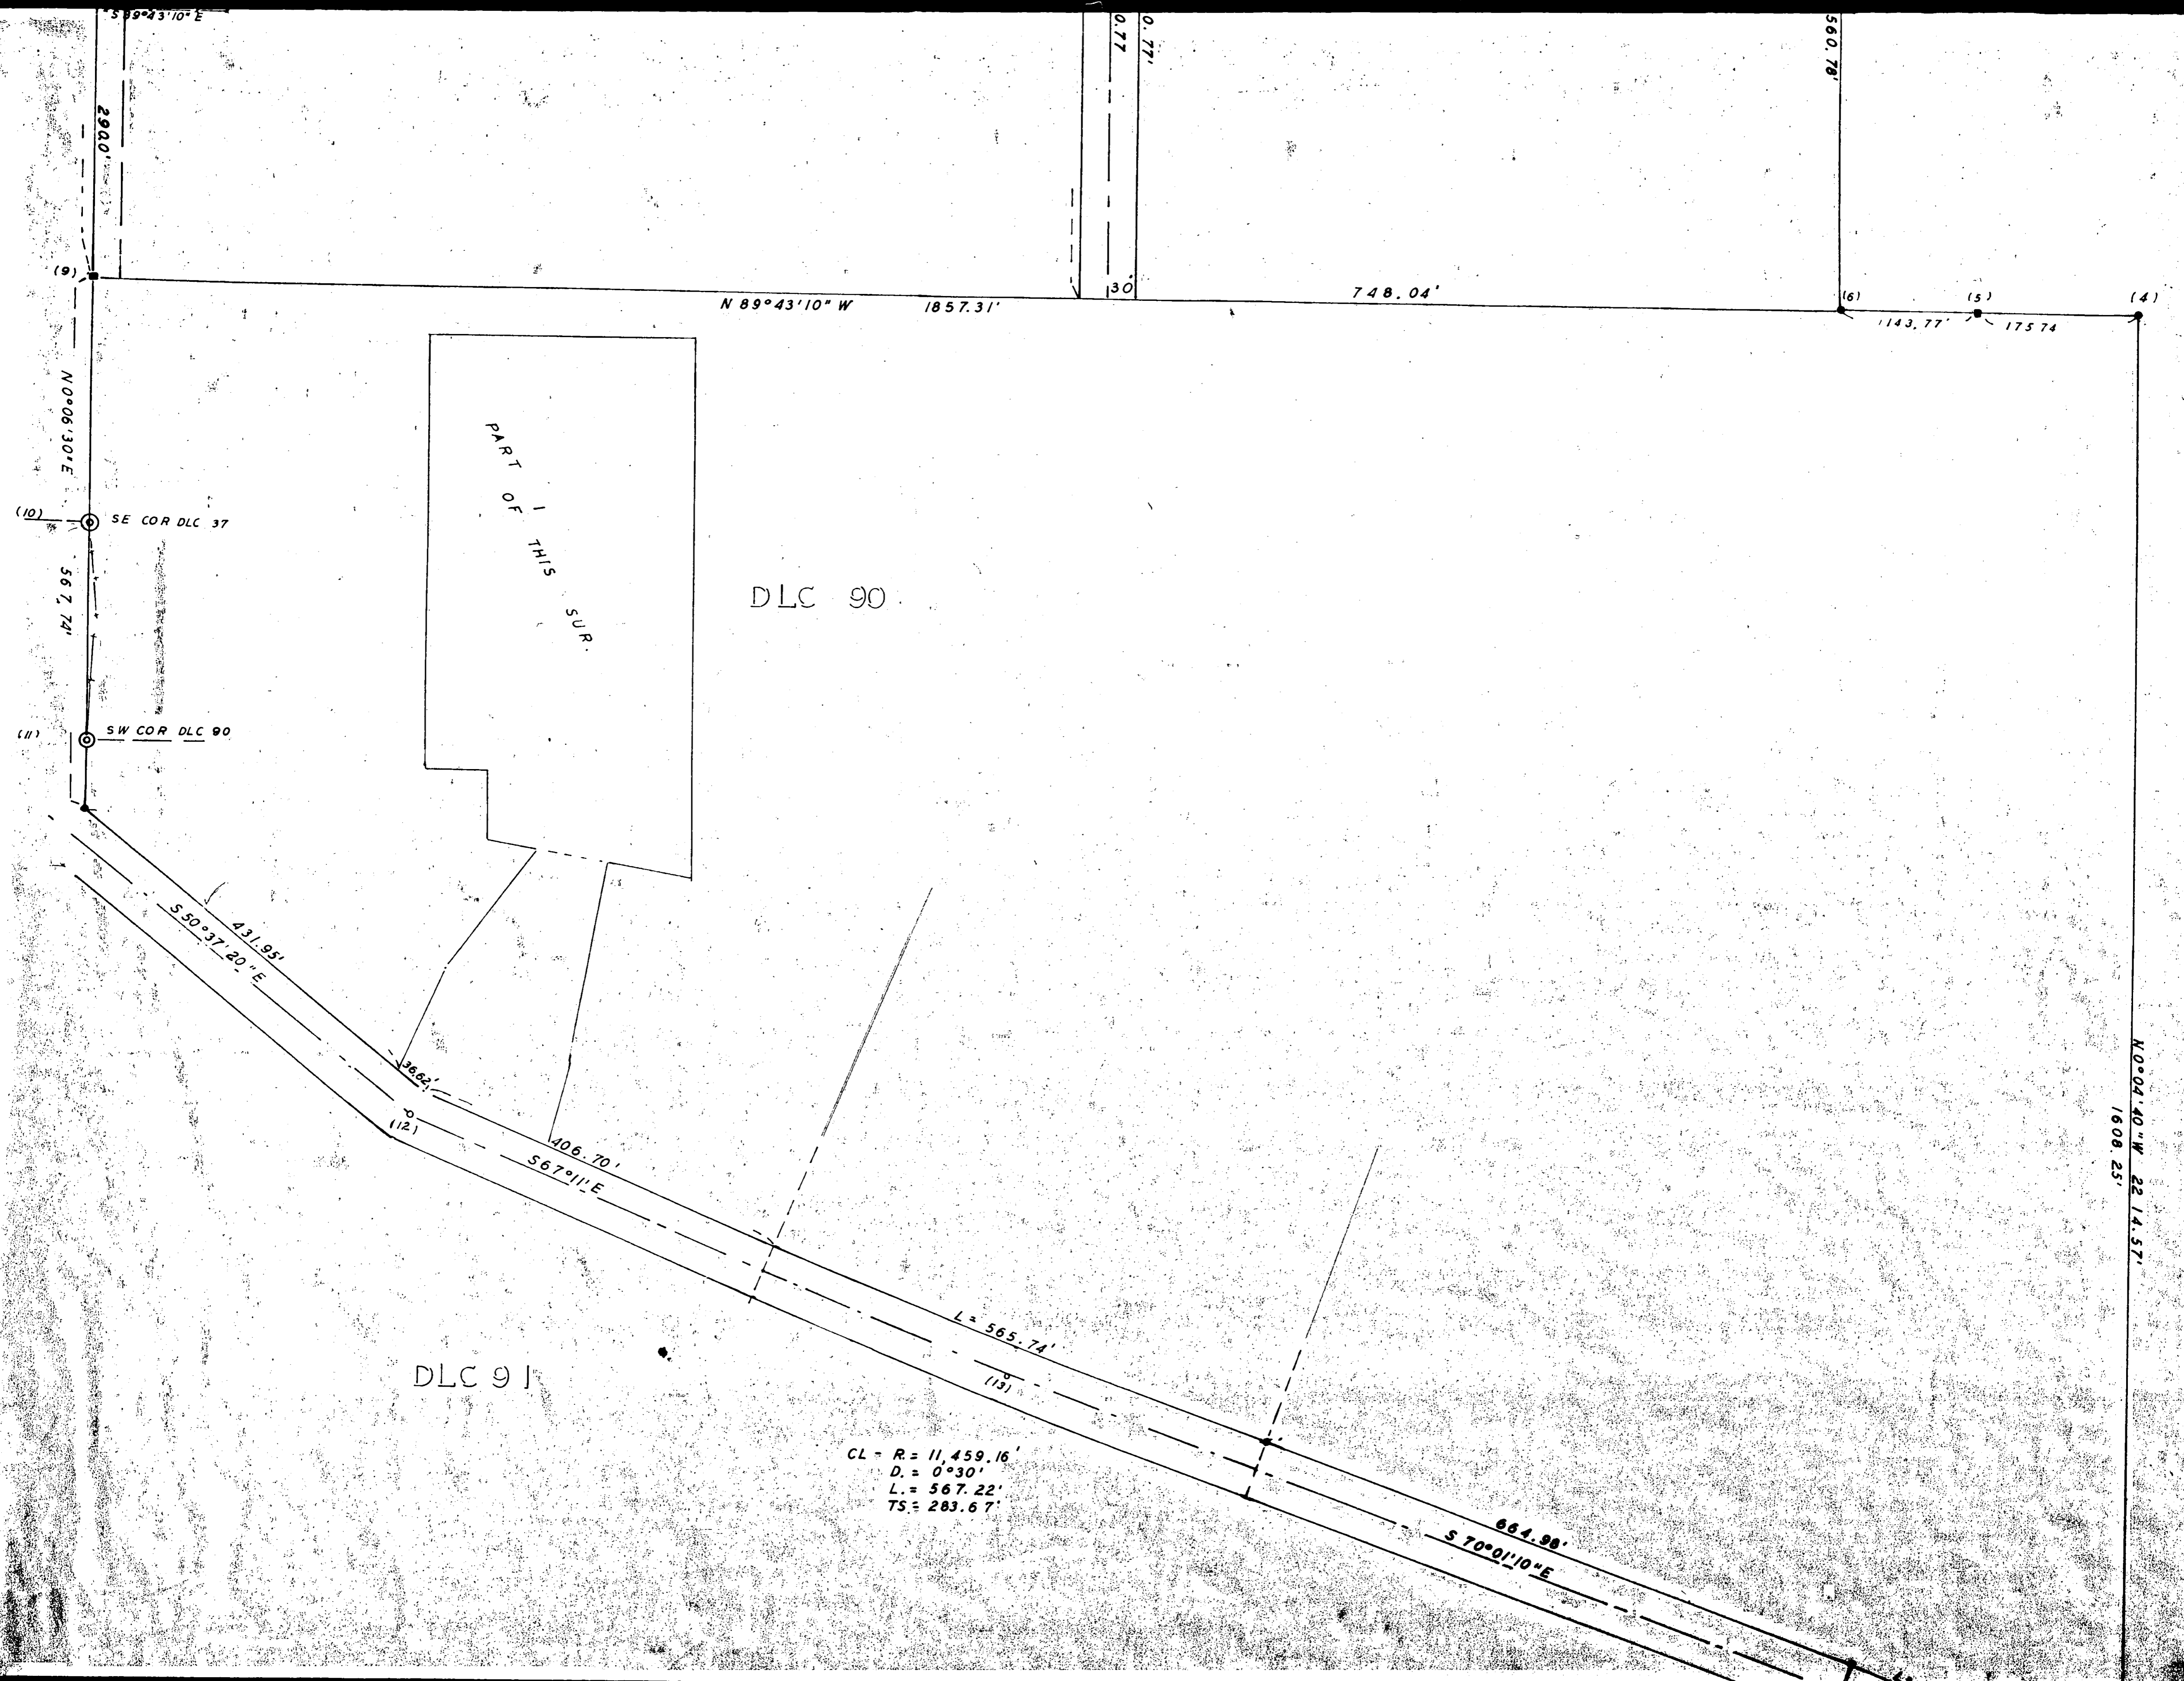 S 89°43'10" E
290.0'
0.77
0.77'
560.78'
(9)
N 89°43'10" W 1857.31'
30'
748.04'
(6)
(5)
(4)
143.77'
175.74
N 0°06'30" E
567.74'
(10)
SE COR DLC 37
PART 1
OF THIS SUR.
DLC 90
(11)
SW COR DLC 90
431.95'
S 50°37'20" E
36.62'
(12)
406.70'
S 67°11' E
N 0°04'40" W 2214.57'
1608.25'
L = 565.74'
(13)
DLC 91
CL - R. = 11,459.16'
D. = 0°30'
L. = 567.22'
TS. = 283.67'
664.98'
S 70°01'10" E